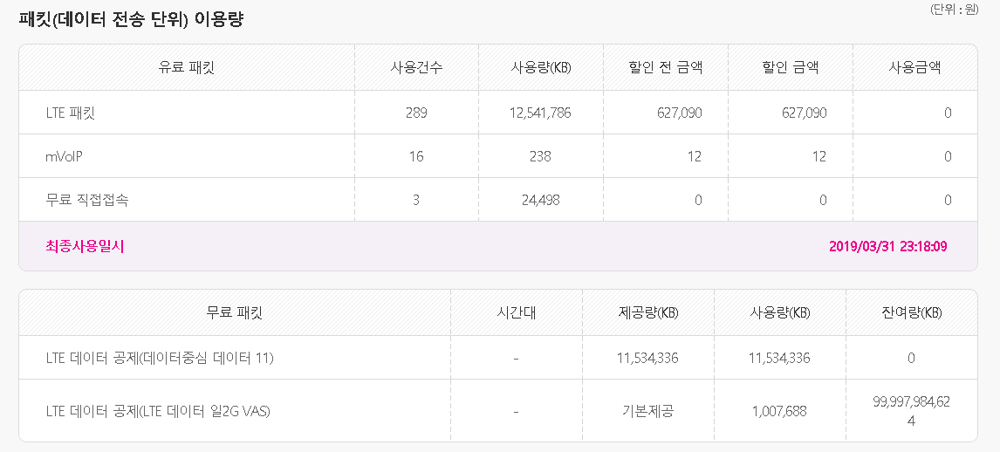 패킷(데이터 전송 단위) 이용량
(단위 : 원)
유료 패킷 사용건수 사용량(KB) 할인 전 금액 할인 금액 사용금액
LTE 패킷 289 12,541,786 627,090 627,090 0
mVoIP 16 238 12 12 0
무료 직접접속 3 24,498 0 0 0
최종사용일시 2019/03/31 23:18:09
무료 패킷 시간대 제공량(KB) 사용량(KB) 잔여량(KB)
LTE 데이터 공제(데이터중심 데이터 11) - 11,534,336 11,534,336 0
LTE 데이터 공제(LTE 데이터 일2G VAS) - 기본제공 1,007,688 99,997,984,62
4